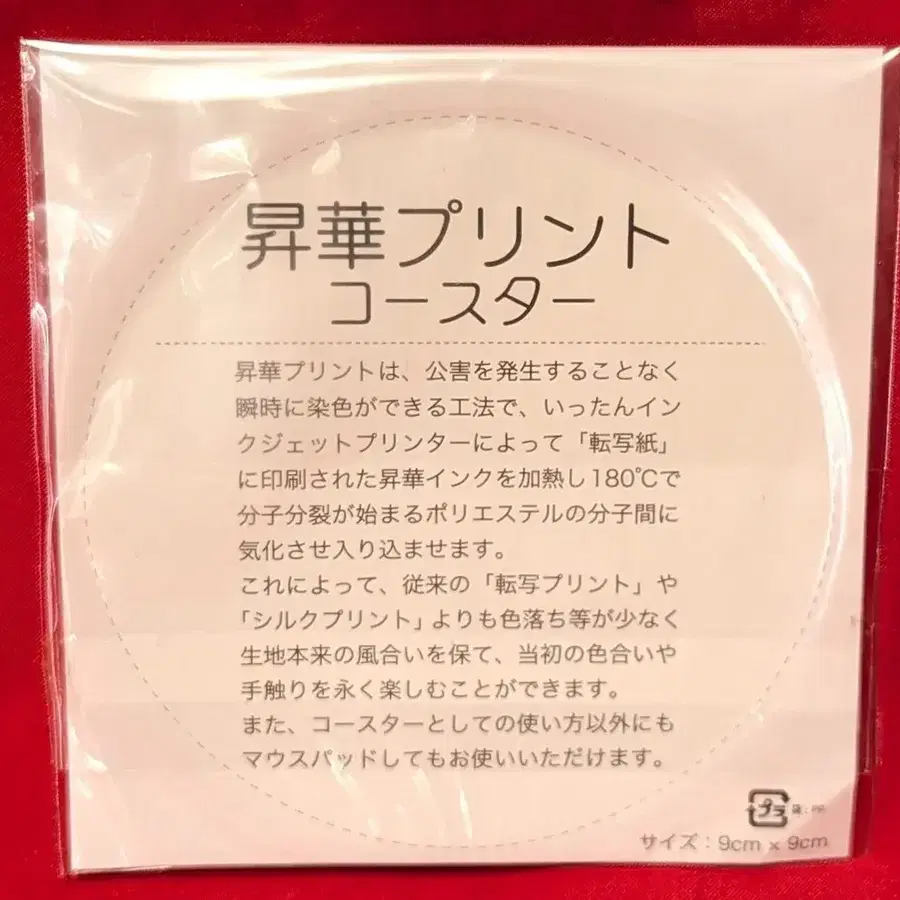 昇華プリント
コースター
昇華プリントは、公害を発生することなく
瞬時に染色ができる工法で、いったんイン
クジェットプリンターによって「転写紙」
に印刷された昇華インクを加熱し180℃で
分子分裂が始まるポリエステルの分子間に
気化させ入り込ませます。
これによって、従来の「転写プリント」や
「シルクプリント」よりも色落ち等が少なく
生地本来の風合いを保て、当初の色合いや
手触りを永く楽しむことができます。
また、コースターとしての使い方以外にも
マウスパッドしてもお使いいただけます。
プラ
サイズ：9cm x 9cm